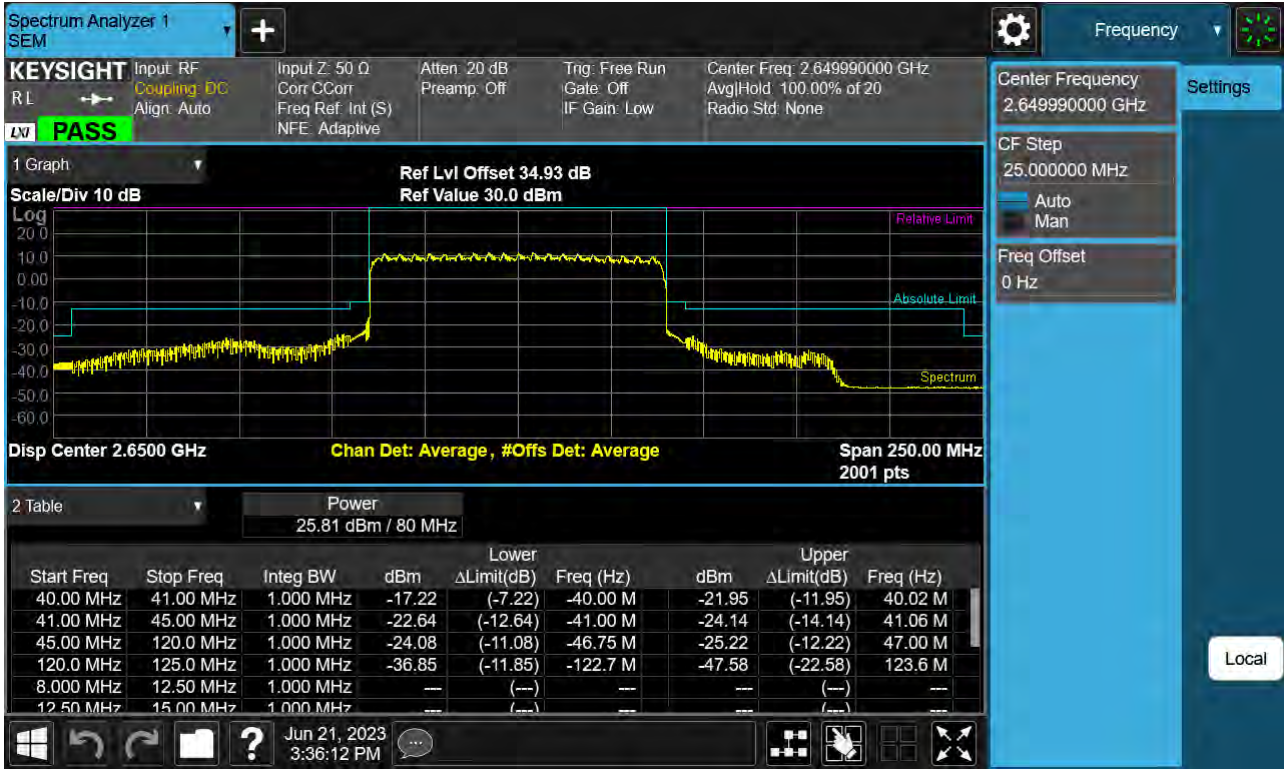 Spectrum Analyzer 1
SEM
+
Frequency
KEYSIGHT
Input: RF
Coupling: DC
Align: Auto
Input Z: 50 Ω
Corr CCorr
Freq Ref: Int (S)
NFE: Adaptive
Atten: 20 dB
Preamp: Off
Trig: Free Run
Gate: Off
IF Gain: Low
Center Freq: 2.649990000 GHz
Avg|Hold: 100.00% of 20
Radio Std: None
R L
LXI PASS
Center Frequency
2.649990000 GHz
Settings
CF Step
25.000000 MHz
Auto
Man
Freq Offset
0 Hz
Local
1 Graph
Scale/Div 10 dB
Ref Lvl Offset 34.93 dB
Ref Value 30.0 dBm
Log
20.0
10.0
0.00
-10.0
-20.0
-30.0
-40.0
-50.0
-60.0
Relative Limit
Absolute Limit
Spectrum
Disp Center 2.6500 GHz Chan Det: Average, #Offs Det: Average Span 250.00 MHz
2001 pts
2 Table
Power
25.81 dBm / 80 MHz
Lower Upper
Start Freq Stop Freq Integ BW dBm ΔLimit(dB) Freq (Hz) dBm ΔLimit(dB) Freq (Hz)
40.00 MHz 41.00 MHz 1.000 MHz -17.22 (-7.22) -40.00 M -21.95 (-11.95) 40.02 M
41.00 MHz 45.00 MHz 1.000 MHz -22.64 (-12.64) -41.00 M -24.14 (-14.14) 41.06 M
45.00 MHz 120.0 MHz 1.000 MHz -24.08 (-11.08) -46.75 M -25.22 (-12.22) 47.00 M
120.0 MHz 125.0 MHz 1.000 MHz -36.85 (-11.85) -122.7 M -47.58 (-22.58) 123.6 M
8.000 MHz 12.50 MHz 1.000 MHz --- (---) --- --- (---) ---
12.50 MHz 15.00 MHz 1.000 MHz --- (---) --- --- (---) ---
?
Jun 21, 2023
3:36:12 PM